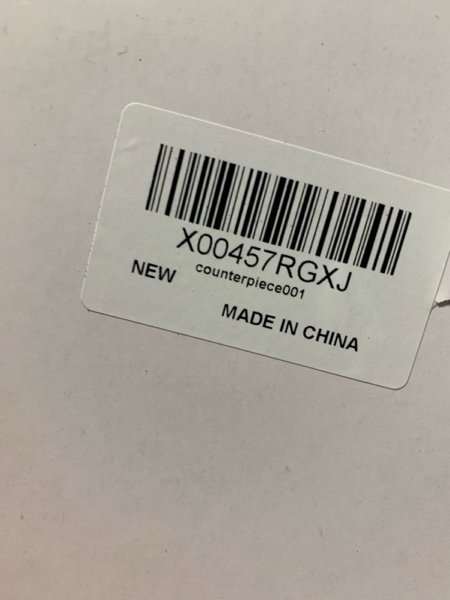 X00457RGXJ
counterpiece001
NEW
MADE IN CHINA